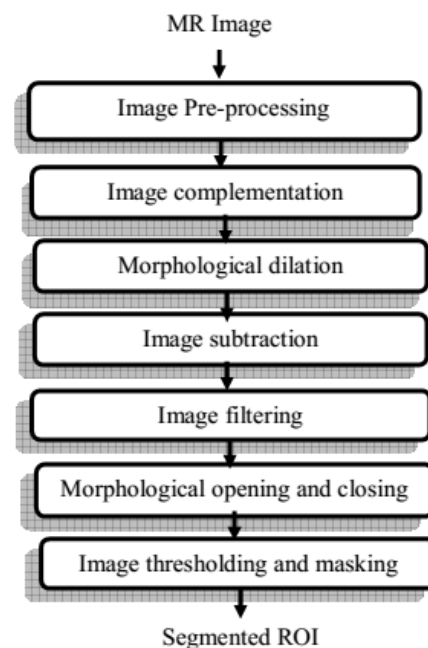 MR Image
Image Pre-processing
Image complementation
Morphological dilation
Image subtraction
Image filtering
Morphological opening and closing
Image thresholding and masking
Segmented ROI